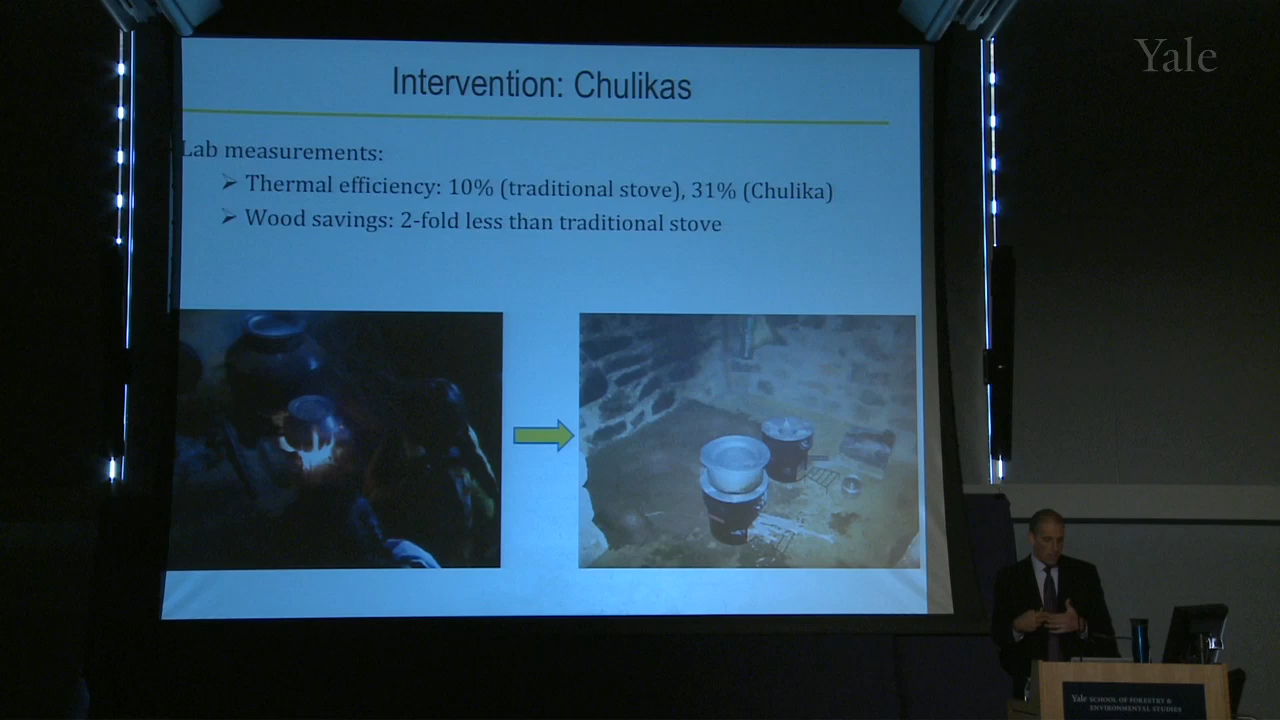 Yale
Intervention: Chulikas
Lab measurements:
➢ Thermal efficiency: 10% (traditional stove), 31% (Chulika)
➢ Wood savings: 2-fold less than traditional stove
Yale SCHOOL OF FORESTRY &
ENVIRONMENTAL STUDIES